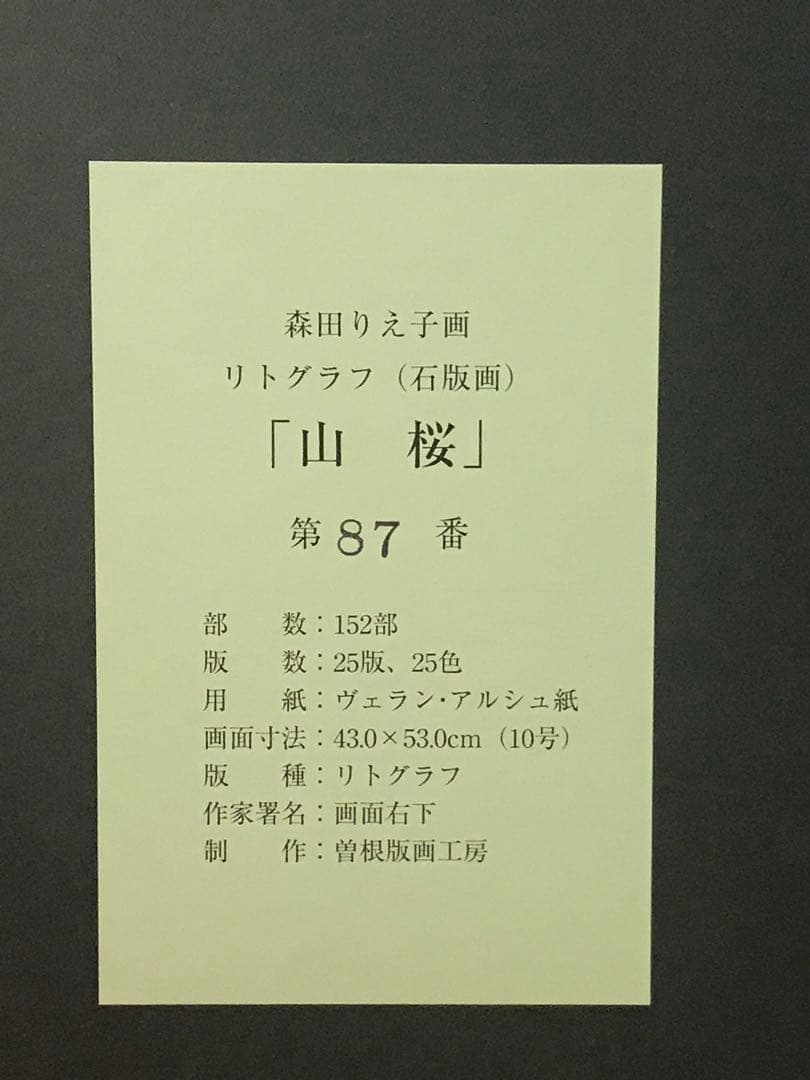 森田りえ子画
リトグラフ（石版画）
「山　桜」
第 87 番
部　　数：152部
版　　数：25版、25色
用　　紙：ヴェラン・アルシュ紙
画面寸法：43.0×53.0cm（10号）
版　　種：リトグラフ
作家署名：画面右下
制　　作：曽根版画工房